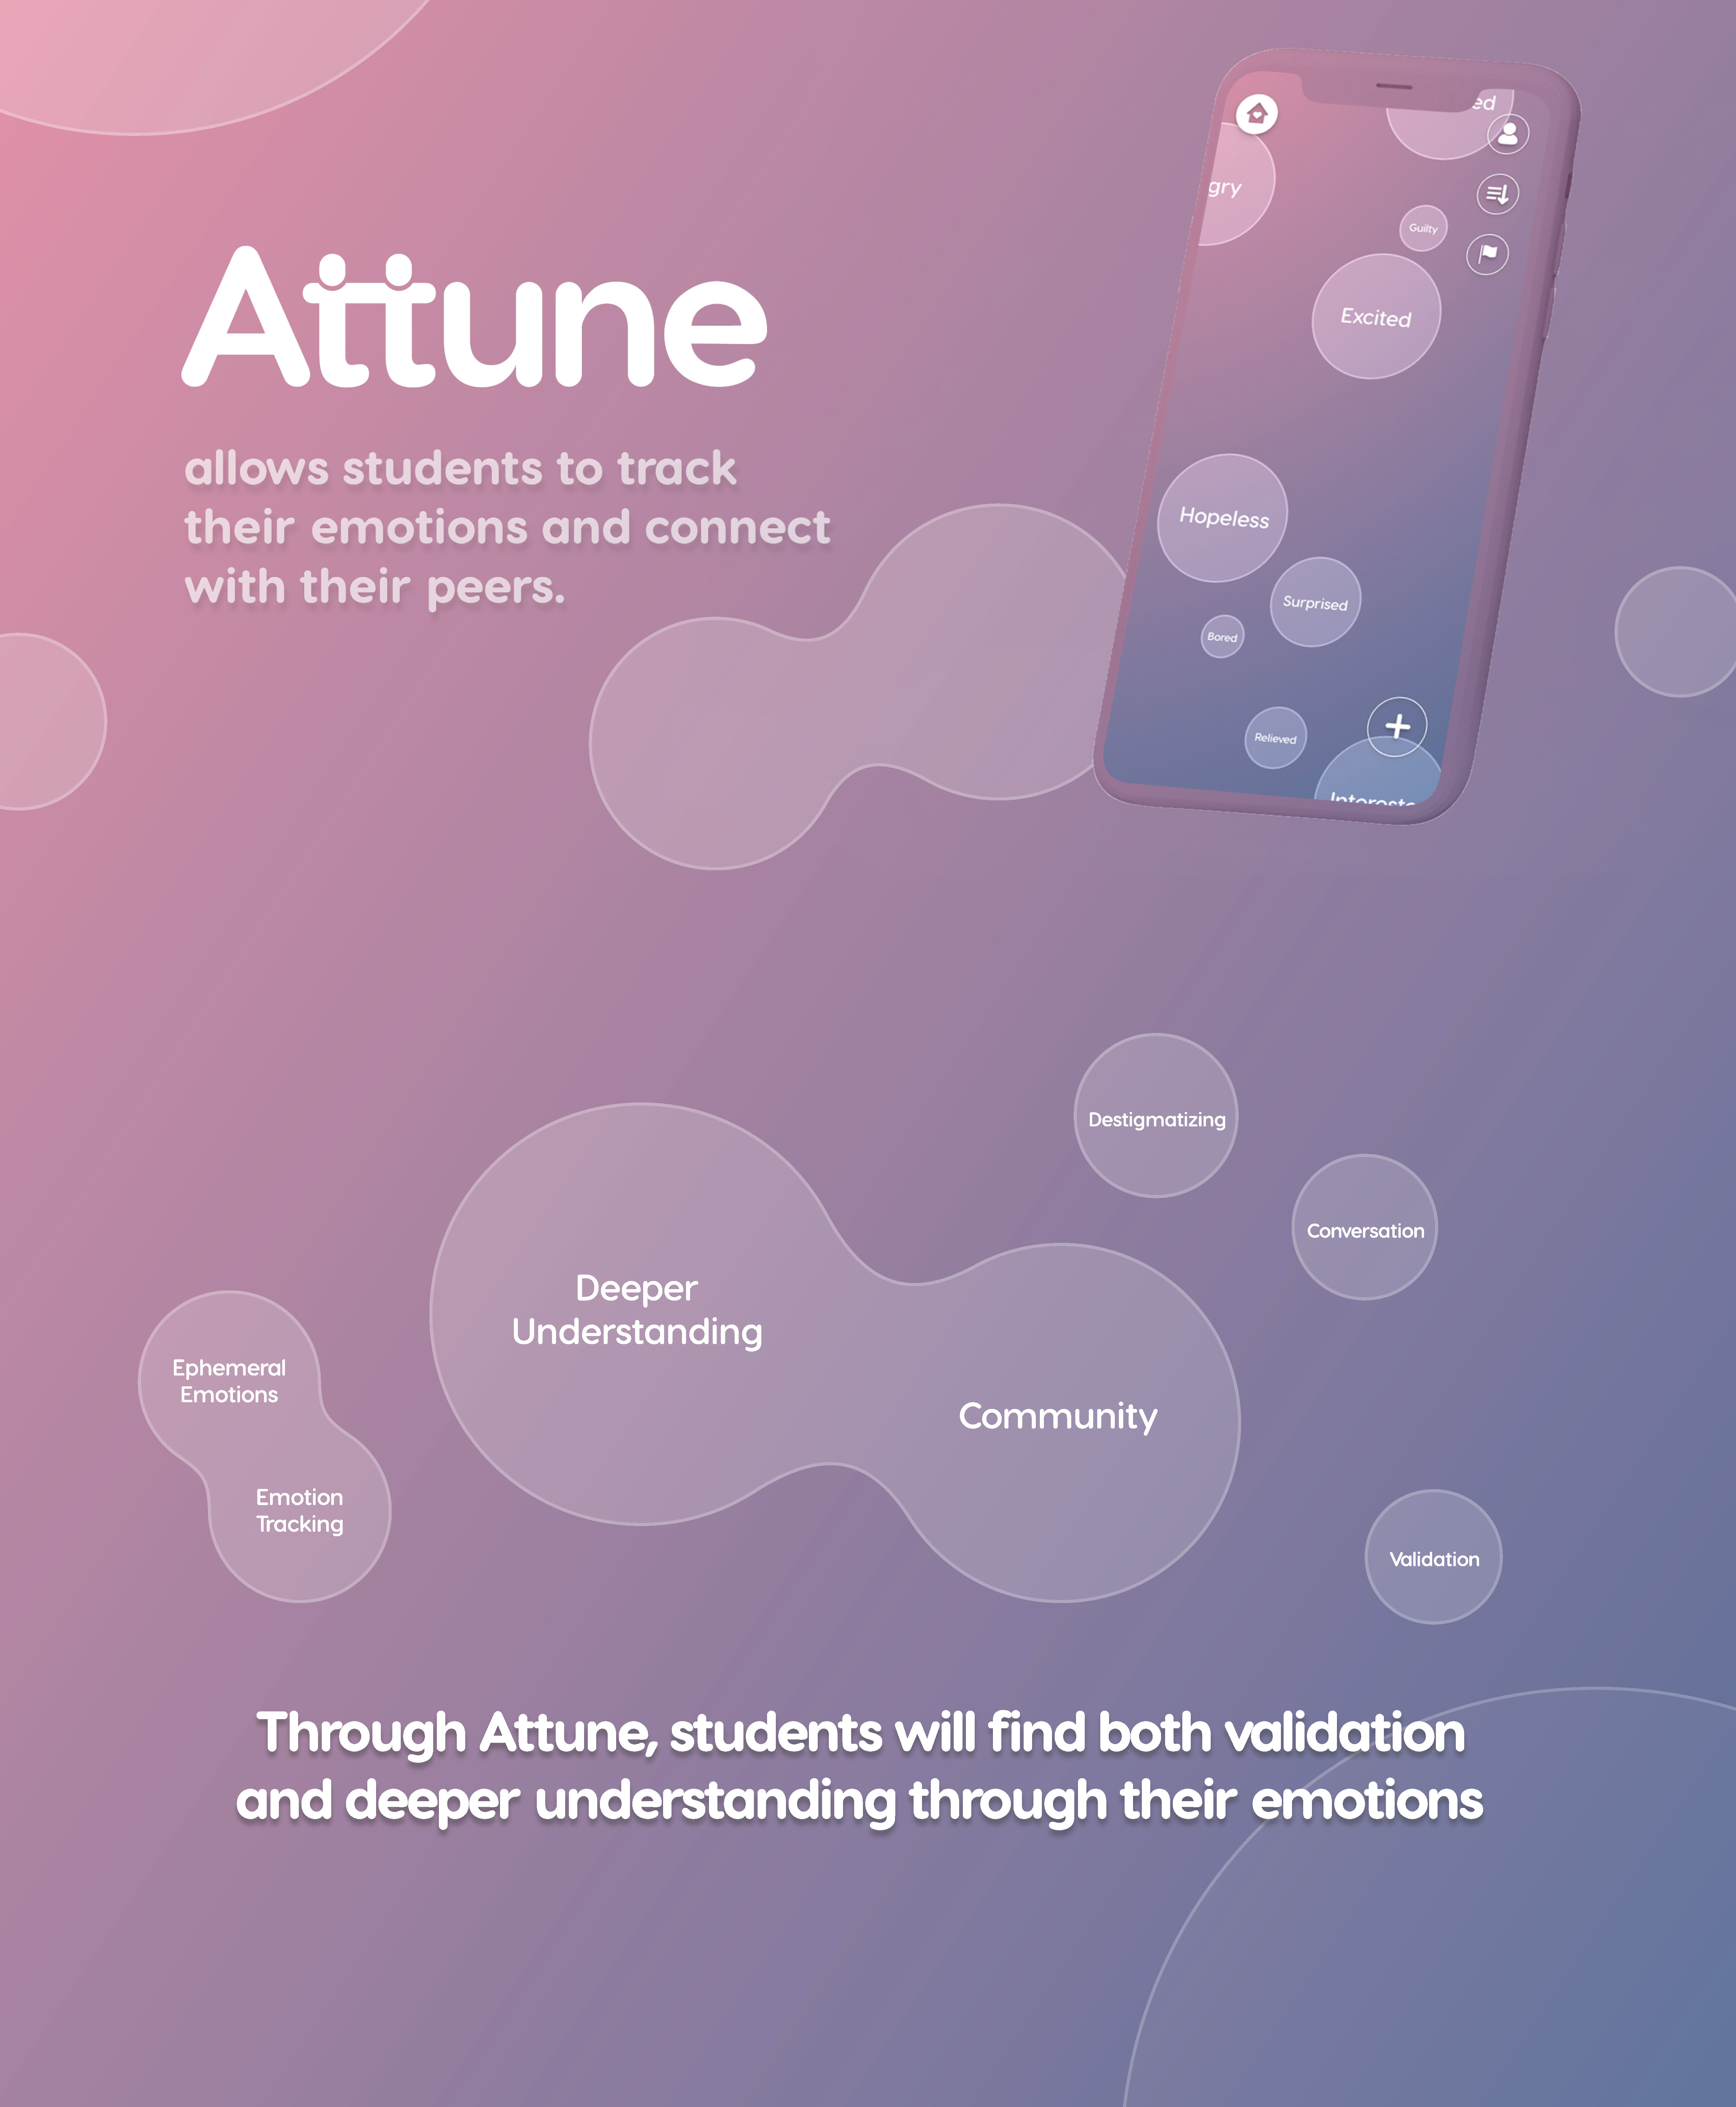 Attune
allows students to track
their emotions and connect
with their peers.
ed
gry
Guilty
Excited
Hopeless
Surprised
Bored
Relieved
Destigmatizing
Conversation
Deeper
Understanding
Community
Ephemeral
Emotions
Emotion
Tracking
Validation
Through Attune, students will find both validation
and deeper understanding through their emotions